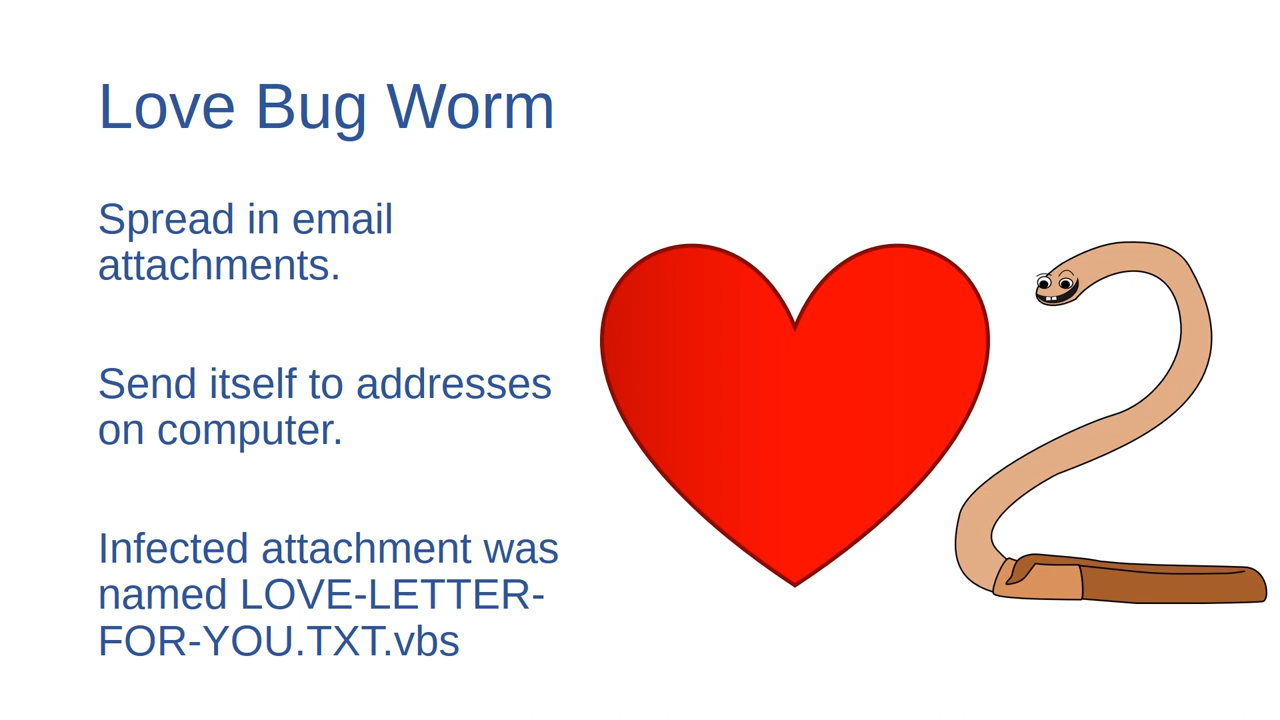 Love Bug Worm
Spread in email
attachments.
Send itself to addresses
on computer.
Infected attachment was
named LOVE-LETTER-
FOR-YOU.TXT.vbs